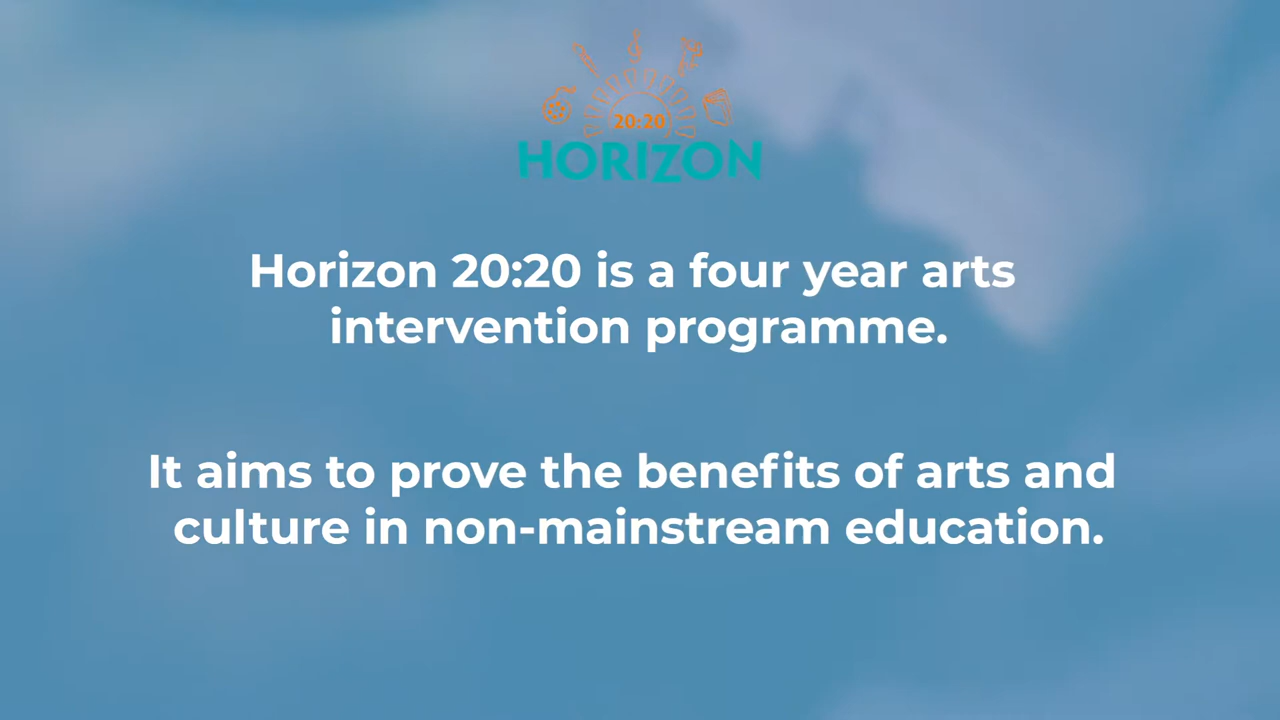 20:20
HORIZON
Horizon 20:20 is a four year arts
intervention programme.
It aims to prove the benefits of arts and
culture in non-mainstream education.